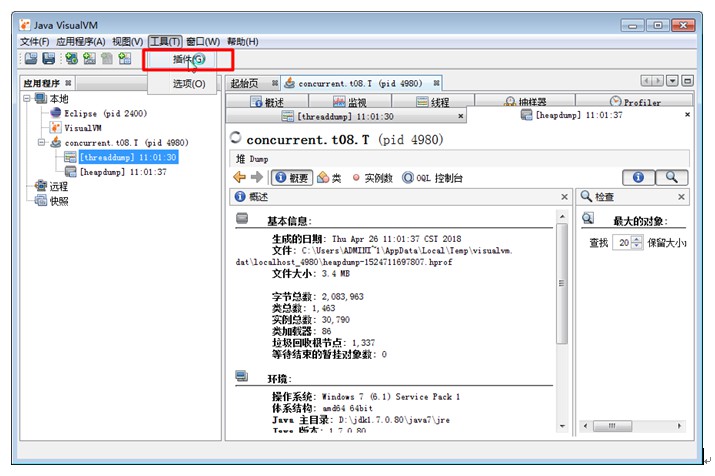 Java VisualVM
文件(F) 应用程序(A) 视图(V) 工具(T) 窗口(W) 帮助(H)
插件(G)
选项(O)
应用程序
本地
Eclipse (pid 2400)
VisualVM
concurrent.t08.T (pid 4980)
[threaddump] 11:01:30
[heapdump] 11:01:37
远程
快照
起始页 concurrent.t08.T (pid 4980)
概述 监视 线程 抽样器 Profiler
[threaddump] 11:01:30 [heapdump] 11:01:37
concurrent.t08.T (pid 4980)
堆 Dump
概要 类 实例数 OQL 控制台
概述
基本信息:
生成的日期: Thu Apr 26 11:01:37 CST 2018
文件: C:\Users\ADMINI~1\AppData\Local\Temp\visualvm.
dat\localhost_4980\heapdump-1524711697807.hprof
文件大小: 3.4 MB
字节总数: 2,083,963
类总数: 1,463
实例总数: 30,790
类加载器: 86
垃圾回收根节点: 1,337
等待结束的暂挂对象数: 0
环境:
操作系统: Windows 7 (6.1) Service Pack 1
体系结构: amd64 64bit
Java 主目录: D:\jdk1.7.0.80\java7\jre
Java 版本: 1.7.0_80
检查
最大的对象:
查找 20 保留大小